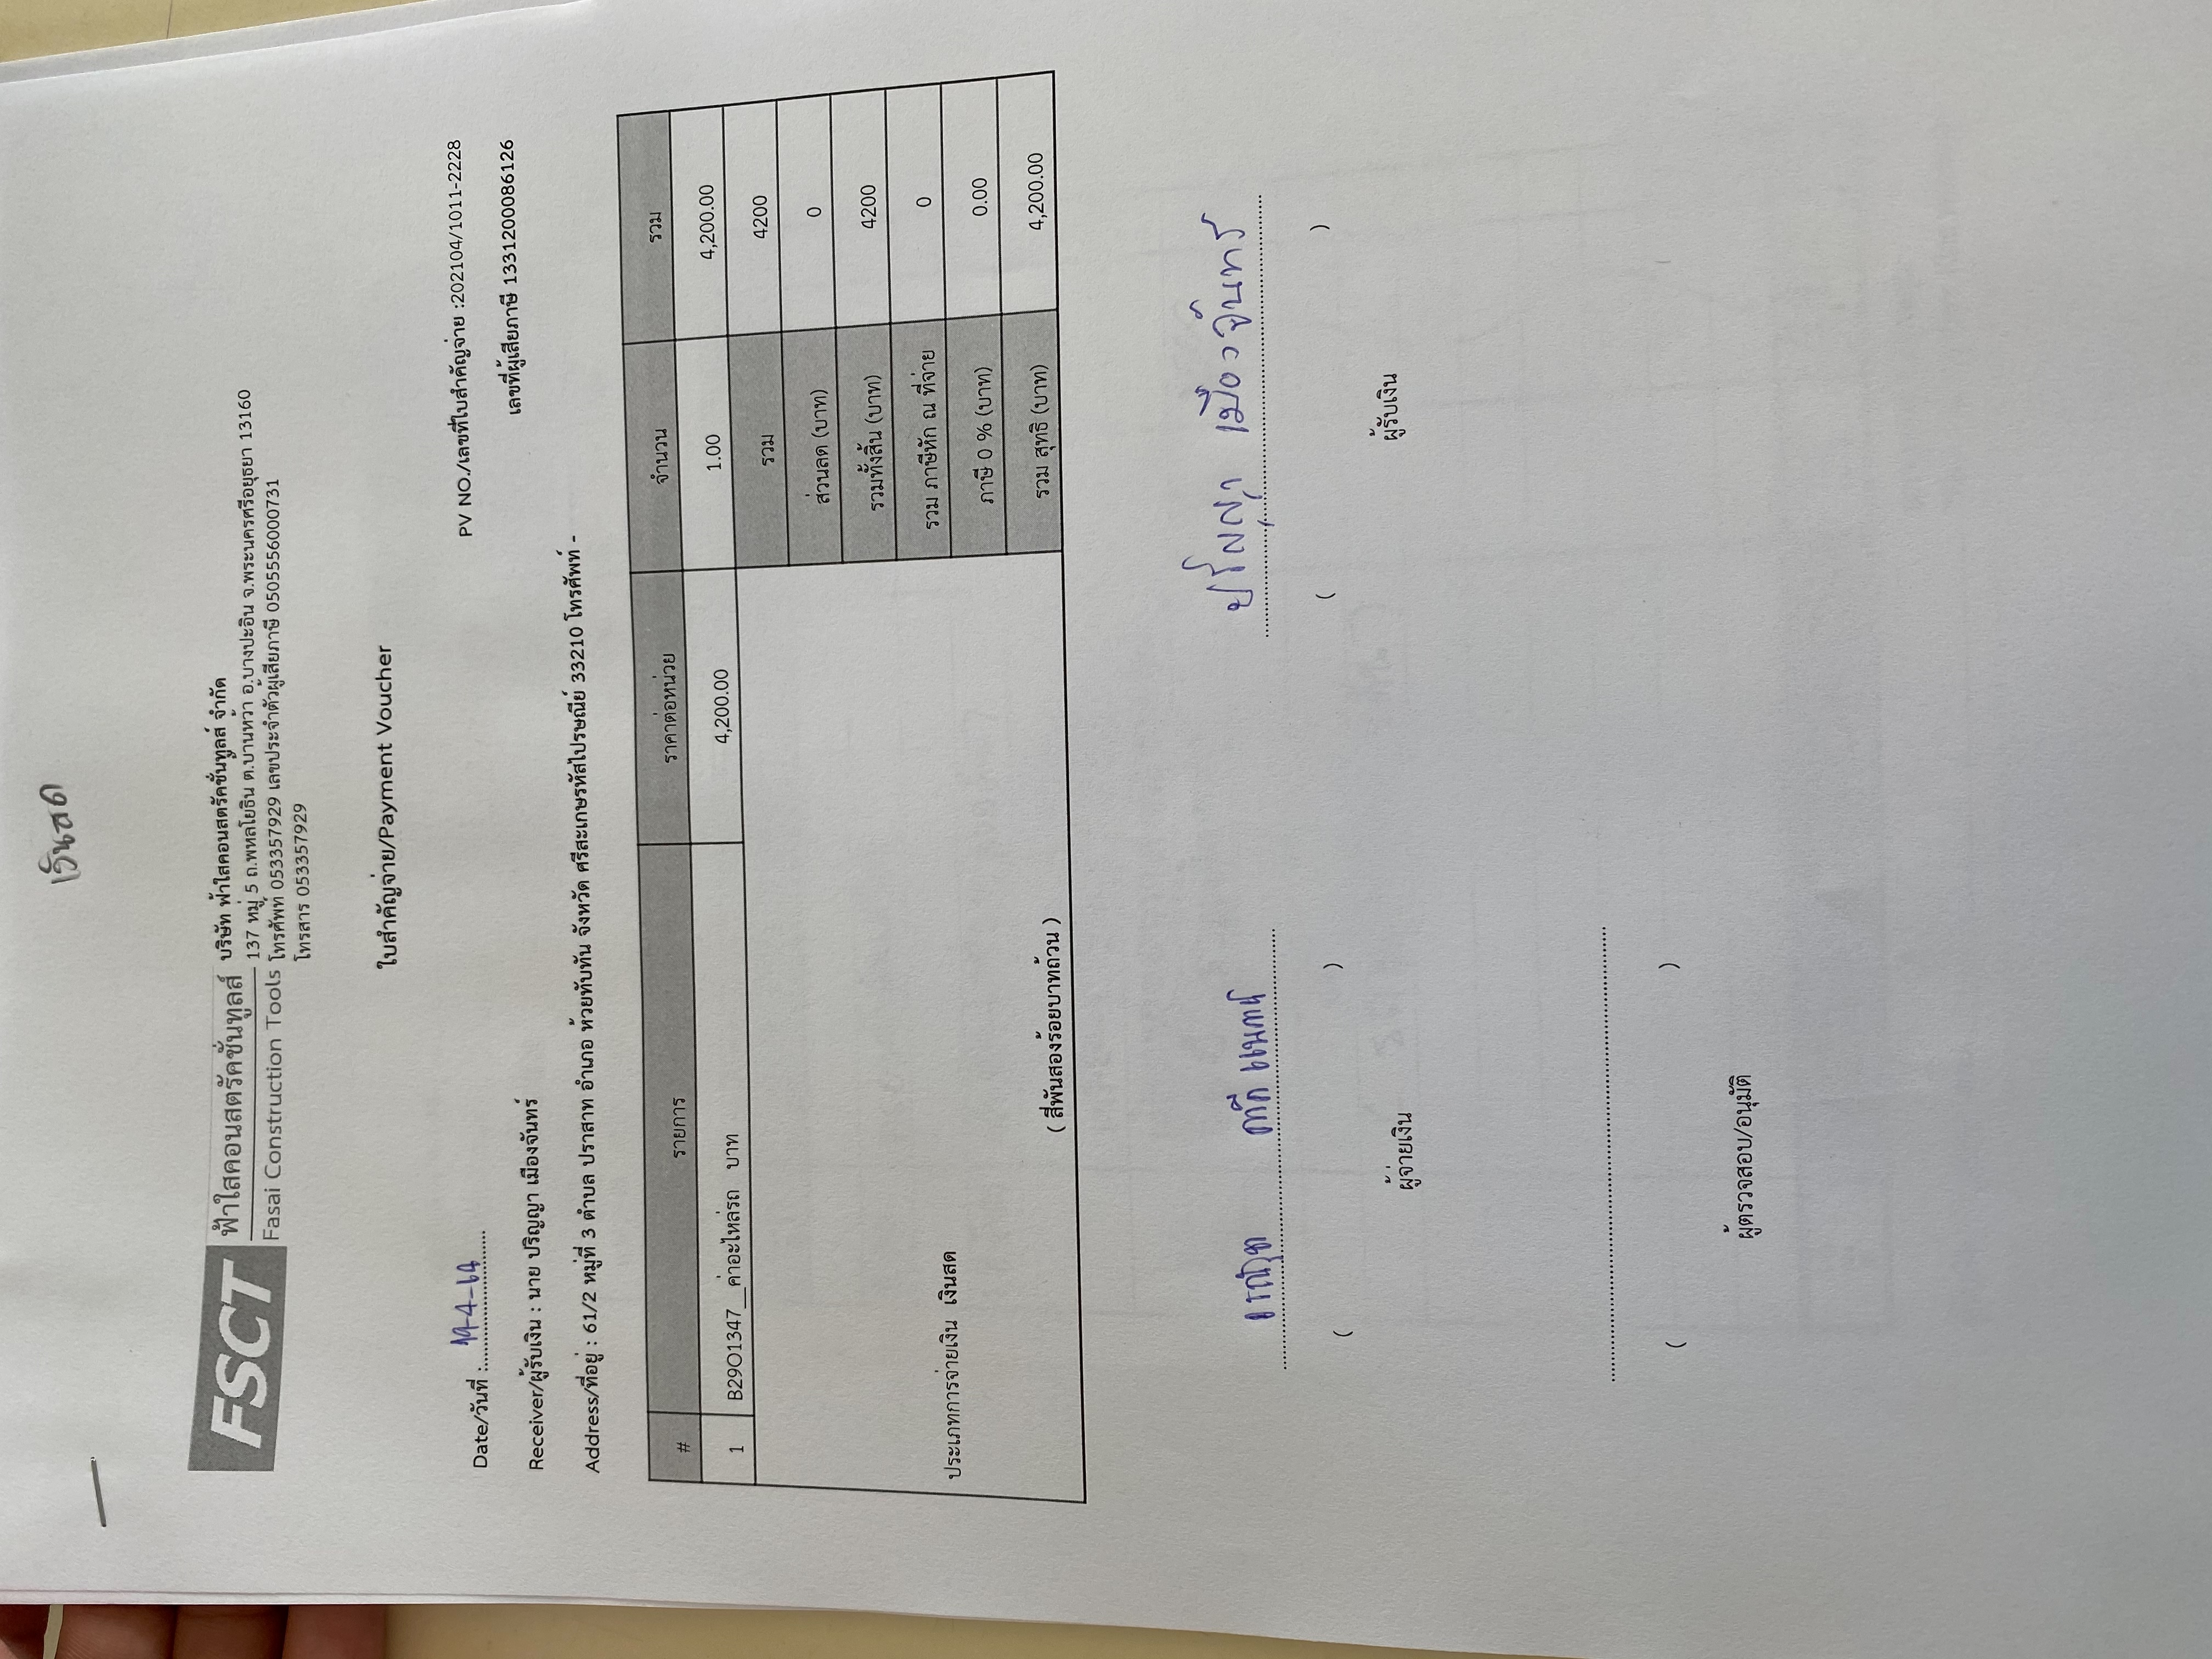 เงินสด
FSCT
ฟ้าใสคอนสตรัคชั่นทูลส์
Fasai Construction Tools
บริษัท ฟ้าใสคอนสตรัคชั่นทูลส์ จำกัด
137 หมู่ 5 ถ.พหลโยธิน ต.บ้านหว้า อ.บางปะอิน จ.พระนครศรีอยุธยา 13160
โทรศัพท์ 053357929 เลขประจำตัวผู้เสียภาษี 0505556000731
โทรสาร 053357929
ใบสำคัญจ่าย/Payment Voucher
PV NO./เลขที่ใบสำคัญจ่าย :202104/1011-2228
Date/วันที่ : 19-4-64
เลขที่ผู้เสียภาษี 1331200086126
Receiver/ผู้รับเงิน : นาย ปริญญา เมืองจันทร์
Address/ที่อยู่ : 61/2 หมู่ที่ 3 ตำบล ปราสาท อำเภอ ห้วยทับทัน จังหวัด ศรีสะเกษรหัสไปรษณีย์ 33210 โทรศัพท์ -
# รายการ ราคาต่อหน่วย จำนวน รวม
1 B29O1347__ค่าอะไหล่รถ บาท 4,200.00 1.00 4,200.00
รวม 4200
ส่วนลด (บาท) 0
รวมทั้งสิ้น (บาท) 4200
รวม ภาษีหัก ณ ที่จ่าย 0
ประเภทการจ่ายเงิน เงินสด
ภาษี 0 % (บาท) 0.00
( สี่พันสองร้อยบาทถ้วน ) รวม สุทธิ (บาท) 4,200.00
ปริญญา เมืองจันทร์
( ) ( )
ผู้จ่ายเงิน ผู้รับเงิน
( )
ผู้ตรวจสอบ/อนุมัติ